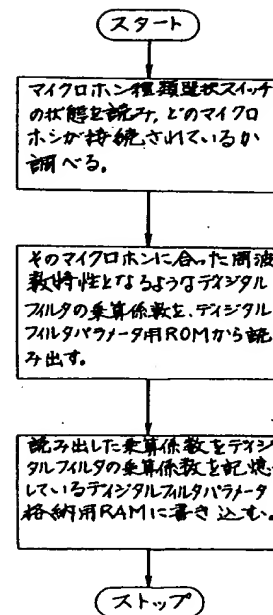 スタート
マイクロホン種類選択スイッチ
の状態を読み、どのマイクロ
ホンが接続されているか
調べる。
そのマイクロホンに合った周波
数特性となるようなディジタル
フィルタの乗算係数を、ディジタル
フィルタパラメータ用ROMから読
み出す。
読み出した乗算係数をディジ
タルフィルタの乗算係数を記憶
しているディジタルフィルタパラメータ
格納用RAMに書き込む。
ストップ